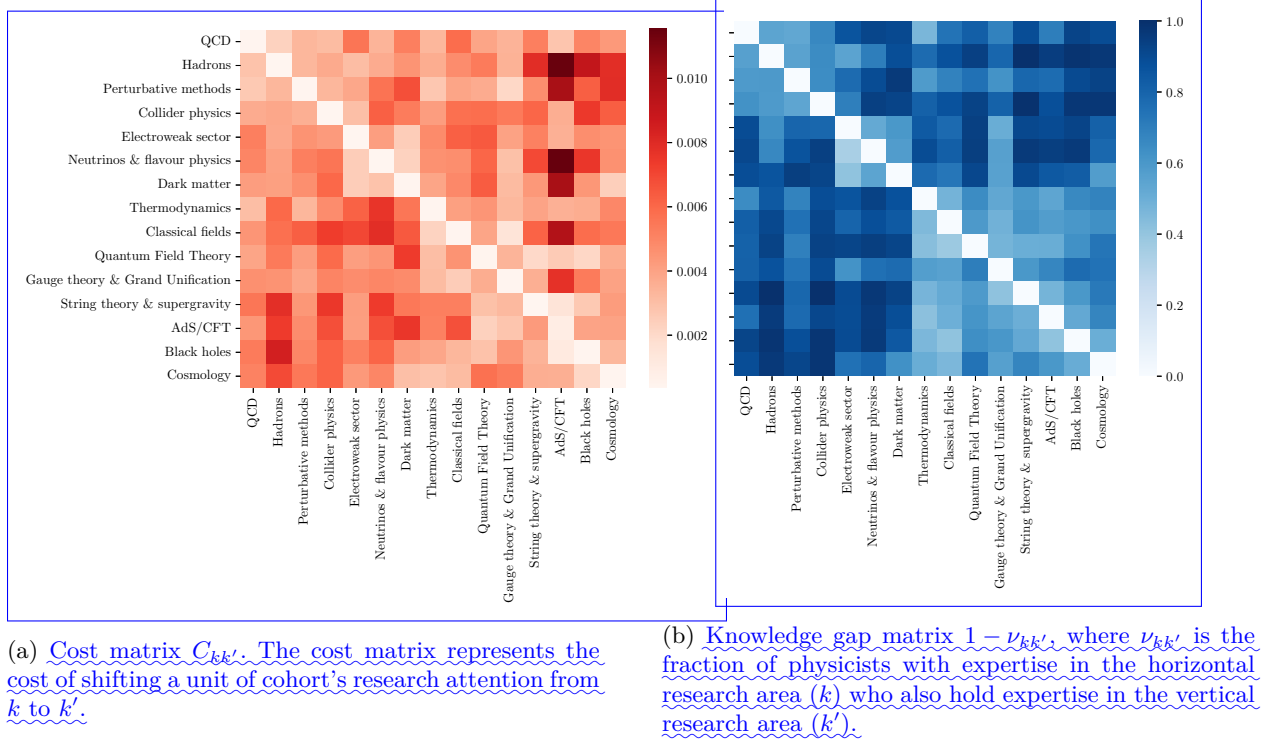 QCD
Hadrons
Perturbative methods
Collider physics
Electroweak sector
Neutrinos & flavour physics
Dark matter
Thermodynamics
Classical fields
Quantum Field Theory
Gauge theory & Grand Unification
String theory & supergravity
AdS/CFT
Black holes
Cosmology
QCD
Hadrons
Perturbative methods
Collider physics
Electroweak sector
Neutrinos & flavour physics
Dark matter
Thermodynamics
Classical fields
Quantum Field Theory
Gauge theory & Grand Unification
String theory & supergravity
AdS/CFT
Black holes
Cosmology
0.010
0.008
0.006
0.004
0.002
QCD
Hadrons
Perturbative methods
Collider physics
Electroweak sector
Neutrinos & flavour physics
Dark matter
Thermodynamics
Classical fields
Quantum Field Theory
Gauge theory & Grand Unification
String theory & supergravity
AdS/CFT
Black holes
Cosmology
1.0
0.8
0.6
0.4
0.2
0.0
(a) Cost matrix C_{kk′}. The cost matrix represents the
cost of shifting a unit of cohort's research attention from
k to k′.
(b) Knowledge gap matrix 1 − ν_{kk′}, where ν_{kk′} is the
fraction of physicists with expertise in the horizontal
research area (k) who also hold expertise in the vertical
research area (k′).